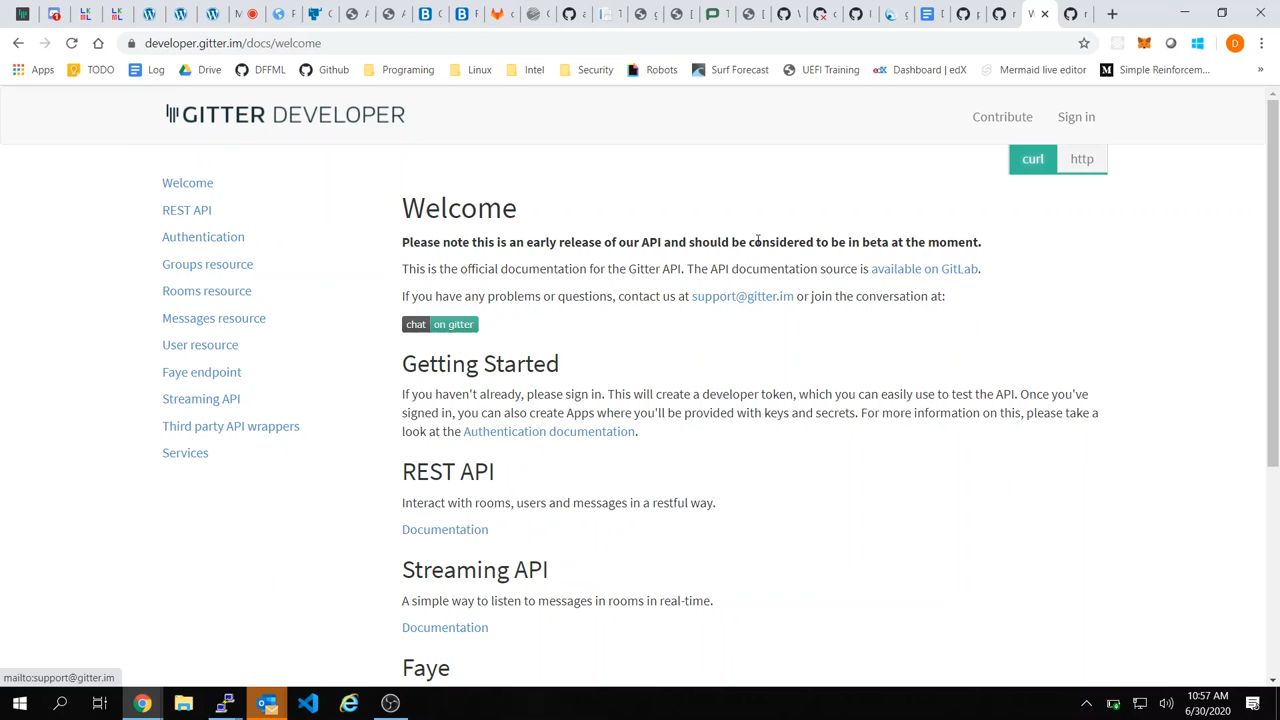 developer.gitter.im/docs/welcome
D
Apps
TODO
Log
Drive
DFFML
Github
Programing
Linux
Intel
Security
Robots
Surf Forecast
UEFI Training
Dashboard | edX
Mermaid live editor
Simple Reinforcem...
»
GITTER DEVELOPER
Contribute
Sign in
curl
http
Welcome
REST API
Authentication
Groups resource
Rooms resource
Messages resource
User resource
Faye endpoint
Streaming API
Third party API wrappers
Services
Welcome
Please note this is an early release of our API and should be considered to be in beta at the moment.
This is the official documentation for the Gitter API. The API documentation source is available on GitLab.
If you have any problems or questions, contact us at support@gitter.im or join the conversation at:
chat on gitter
Getting Started
If you haven't already, please sign in. This will create a developer token, which you can easily use to test the API. Once you've
signed in, you can also create Apps where you'll be provided with keys and secrets. For more information on this, please take a
look at the Authentication documentation.
REST API
Interact with rooms, users and messages in a restful way.
Documentation
Streaming API
A simple way to listen to messages in rooms in real-time.
Documentation
Faye
mailto:support@gitter.im
10:57 AM
6/30/2020